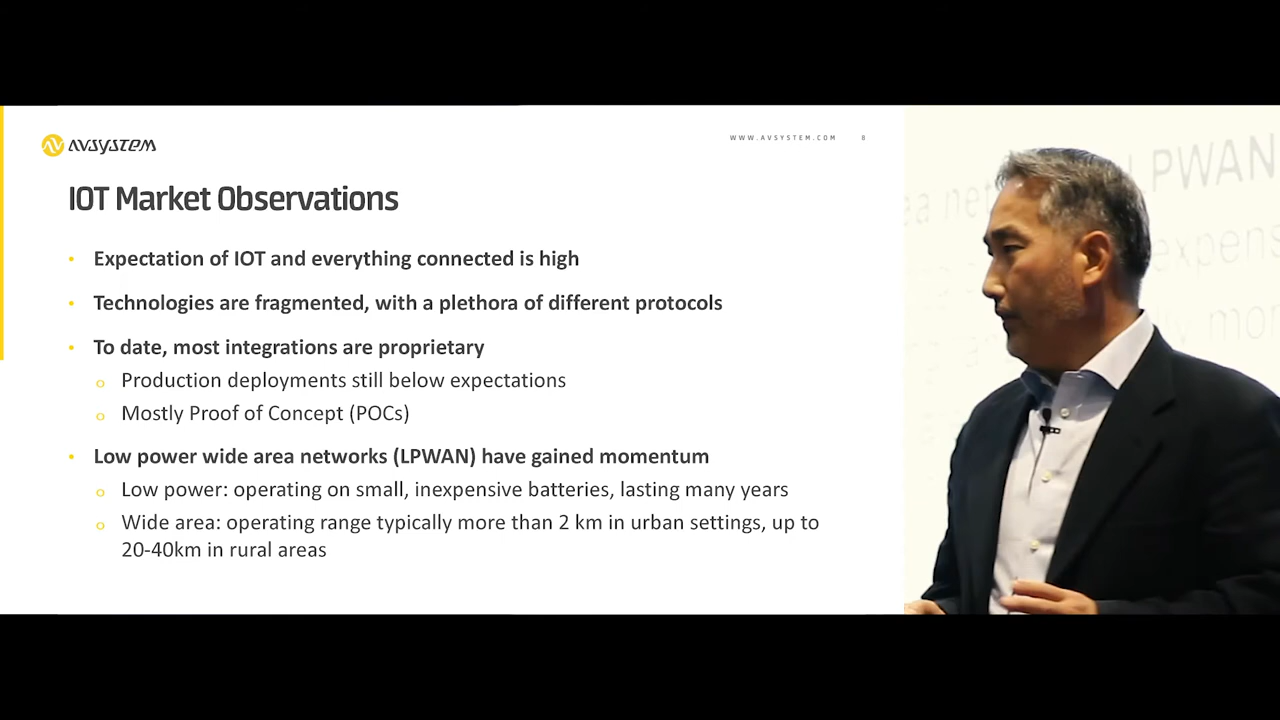 AVSYSTEM
WWW.AVSYSTEM.COM 8
IOT Market Observations
• Expectation of IOT and everything connected is high
• Technologies are fragmented, with a plethora of different protocols
• To date, most integrations are proprietary
o Production deployments still below expectations
o Mostly Proof of Concept (POCs)
• Low power wide area networks (LPWAN) have gained momentum
o Low power: operating on small, inexpensive batteries, lasting many years
o Wide area: operating range typically more than 2 km in urban settings, up to
20-40km in rural areas
LPWAN
ea net
expens
mor